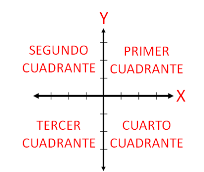 Y
SEGUNDO PRIMER
CUADRANTE CUADRANTE
X
TERCER CUARTO
CUADRANTE CUADRANTE